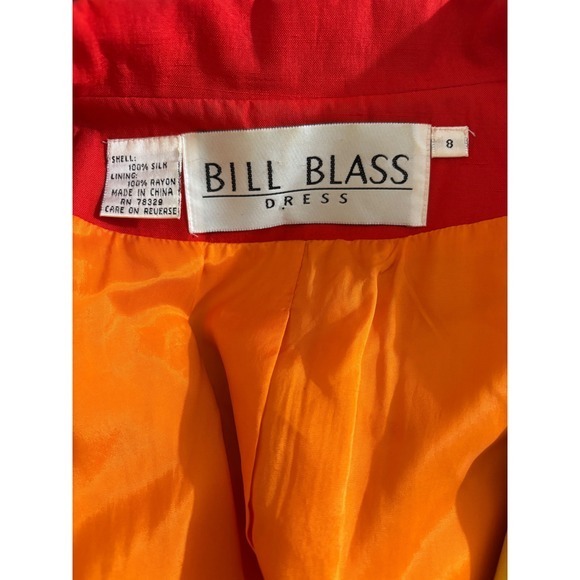 SHELL:
100% SILK
LINING:
100% RAYON
MADE IN CHINA
RN 78329
CARE ON REVERSE
BILL BLASS
DRESS
8